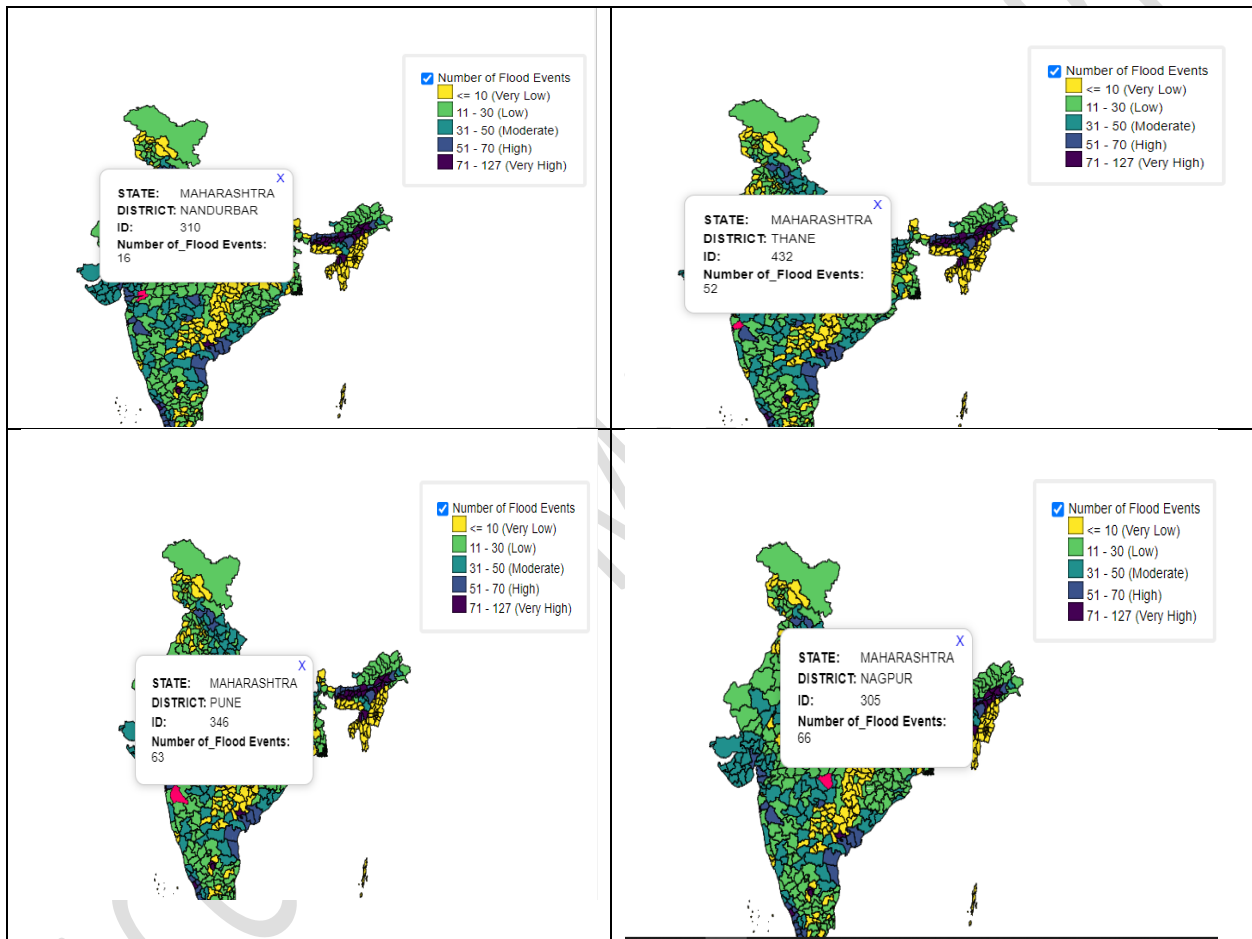 Number of Flood Events
<= 10 (Very Low)
11 - 30 (Low)
31 - 50 (Moderate)
51 - 70 (High)
71 - 127 (Very High)
X
STATE: MAHARASHTRA
DISTRICT: NANDURBAR
ID: 310
Number_of_Flood Events:
16
Number of Flood Events
<= 10 (Very Low)
11 - 30 (Low)
31 - 50 (Moderate)
51 - 70 (High)
71 - 127 (Very High)
X
STATE: MAHARASHTRA
DISTRICT: THANE
ID: 432
Number_of_Flood Events:
52
Number of Flood Events
<= 10 (Very Low)
11 - 30 (Low)
31 - 50 (Moderate)
51 - 70 (High)
71 - 127 (Very High)
X
STATE: MAHARASHTRA
DISTRICT: PUNE
ID: 346
Number of_Flood Events:
63
Number of Flood Events
<= 10 (Very Low)
11 - 30 (Low)
31 - 50 (Moderate)
51 - 70 (High)
71 - 127 (Very High)
X
STATE: MAHARASHTRA
DISTRICT: NAGPUR
ID: 305
Number of_Flood Events:
66